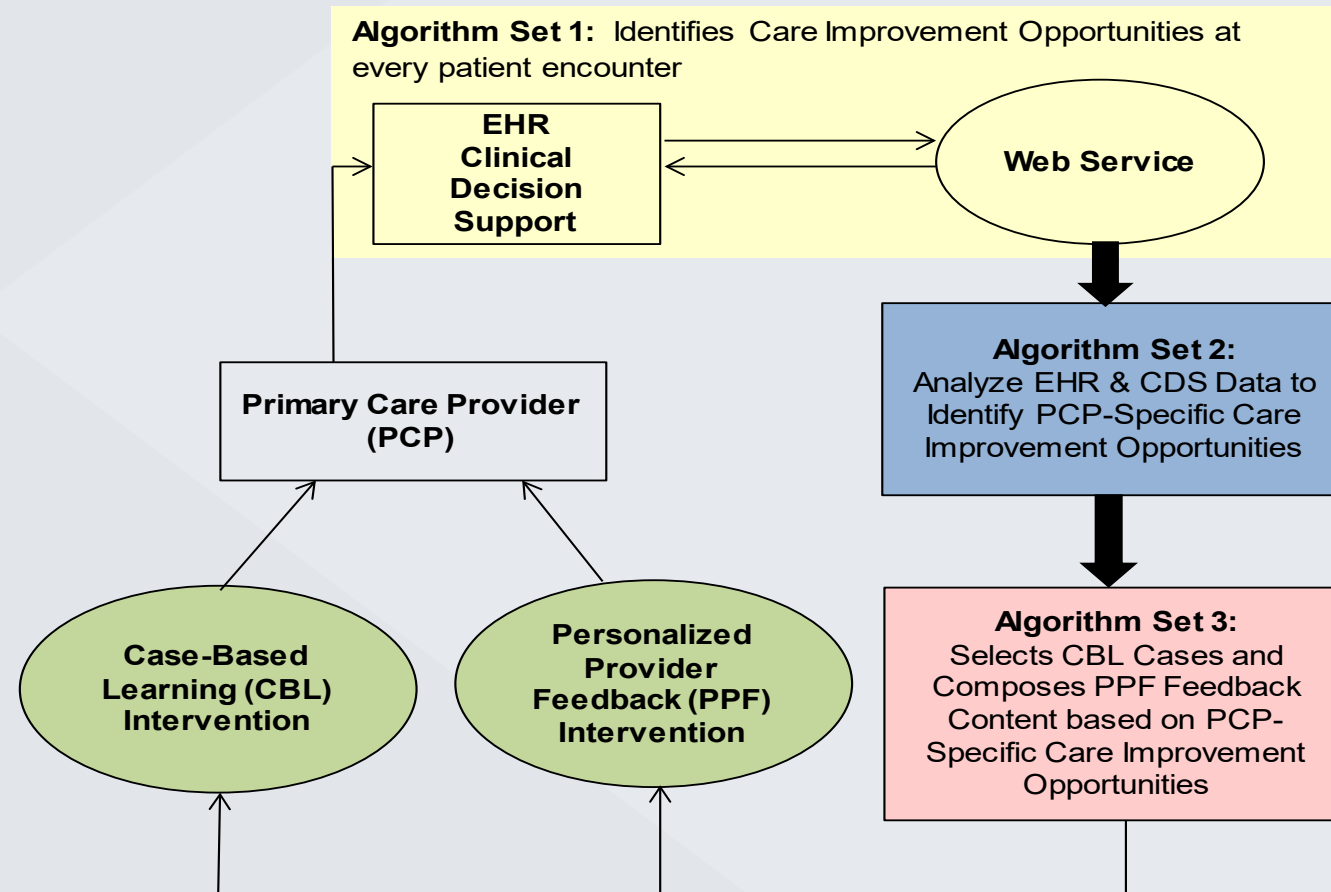 Algorithm Set 1: Identifies Care Improvement Opportunities at
every patient encounter
EHR
Clinical
Decision
Support
Web Service
Primary Care Provider
(PCP)
Algorithm Set 2:
Analyze EHR & CDS Data to
Identify PCP-Specific Care
Improvement Opportunities
Case-Based
Learning (CBL)
Intervention
Personalized
Provider
Feedback (PPF)
Intervention
Algorithm Set 3:
Selects CBL Cases and
Composes PPF Feedback
Content based on PCP-
Specific Care Improvement
Opportunities